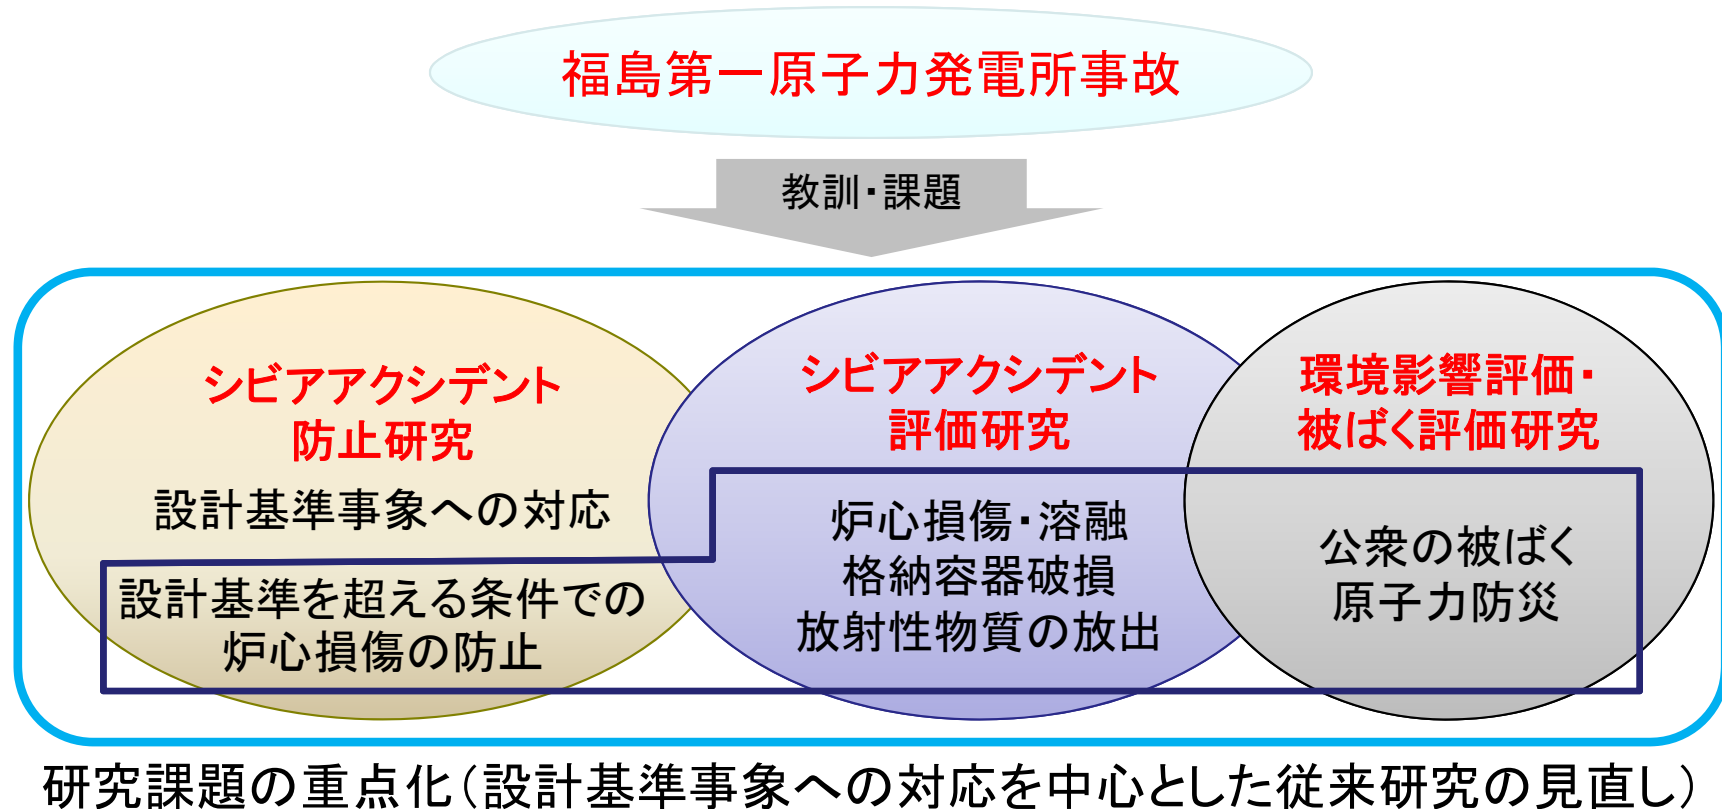 福島第一原子力発電所事故
教訓・課題
シビアアクシデント
防止研究
設計基準事象への対応
設計基準を超える条件での
炉心損傷の防止
シビアアクシデント
評価研究
炉心損傷・溶融
格納容器破損
放射性物質の放出
環境影響評価・
被ばく評価研究
公衆の被ばく
原子力防災
研究課題の重点化（設計基準事象への対応を中心とした従来研究の見直し）